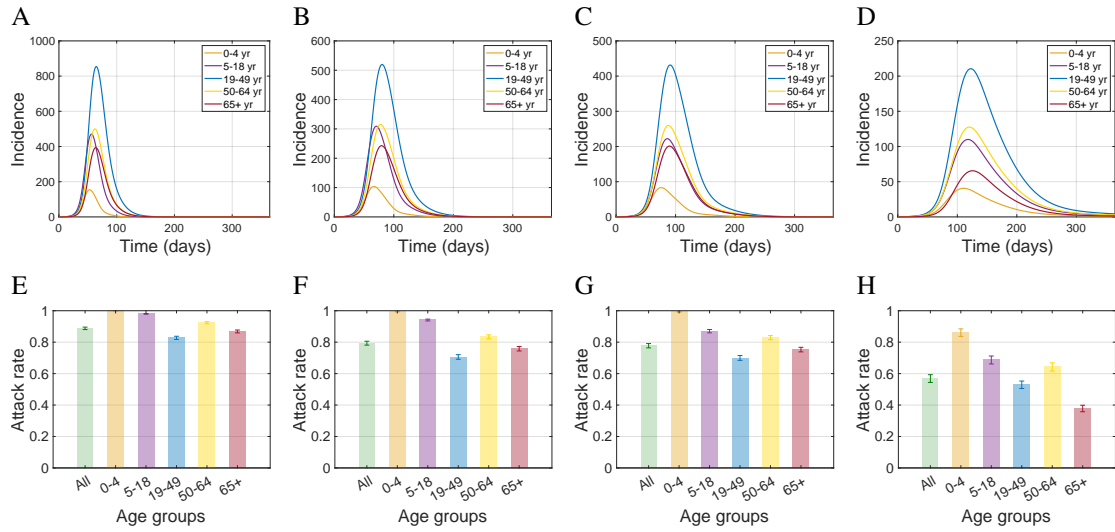 A
B
C
D
1000
800
600
400
200
0
Incidence
0 100 200 300
Time (days)
0-4 yr
5-18 yr
19-49 yr
50-64 yr
65+ yr
600
500
400
300
200
100
0
Incidence
0 100 200 300
Time (days)
0-4 yr
5-18 yr
19-49 yr
50-64 yr
65+ yr
500
400
300
200
100
0
Incidence
0 100 200 300
Time (days)
0-4 yr
5-18 yr
19-49 yr
50-64 yr
65+ yr
250
200
150
100
50
0
Incidence
0 100 200 300
Time (days)
0-4 yr
5-18 yr
19-49 yr
50-64 yr
65+ yr
E
F
G
H
1
0.8
0.6
0.4
0.2
0
Attack rate
All 0-4 5-18 19-49 50-64 65+
Age groups
1
0.8
0.6
0.4
0.2
0
Attack rate
All 0-4 5-18 19-49 50-64 65+
Age groups
1
0.8
0.6
0.4
0.2
0
Attack rate
All 0-4 5-18 19-49 50-64 65+
Age groups
1
0.8
0.6
0.4
0.2
0
Attack rate
All 0-4 5-18 19-49 50-64 65+
Age groups